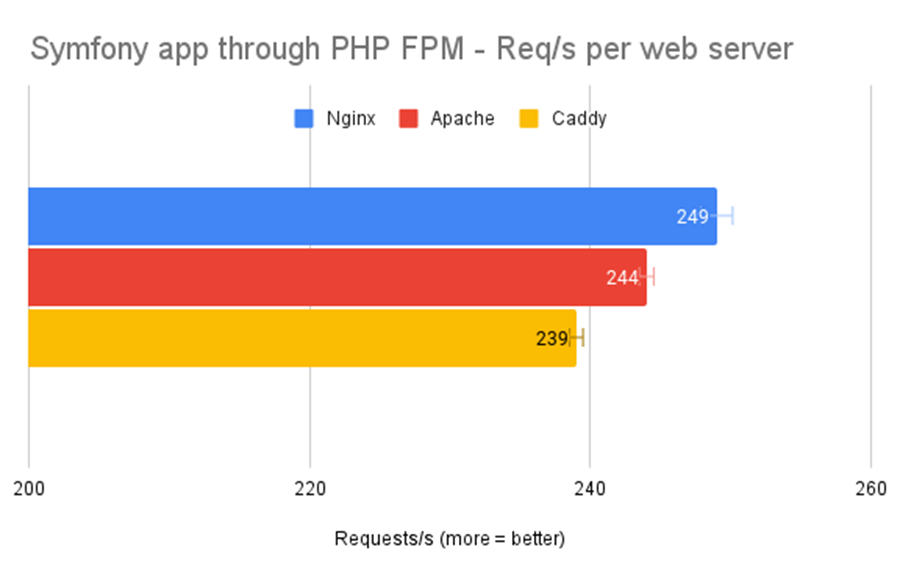 Symfony app through PHP FPM - Req/s per web server
Nginx Apache Caddy
249
244
239
200 220 240 260
Requests/s (more = better)